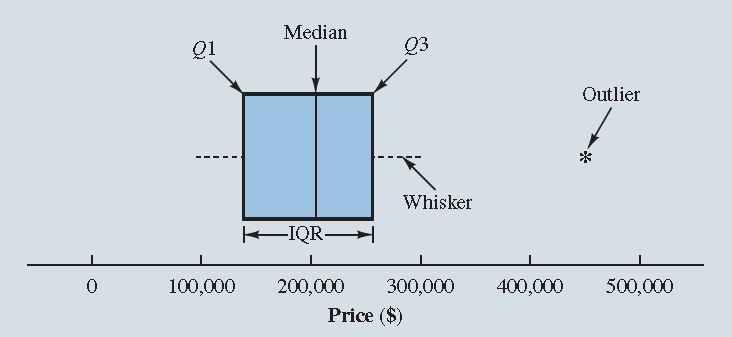 Median
Q1
Q3
Outlier
*
Whisker
IQR
0 100,000 200,000 300,000 400,000 500,000
Price ($)